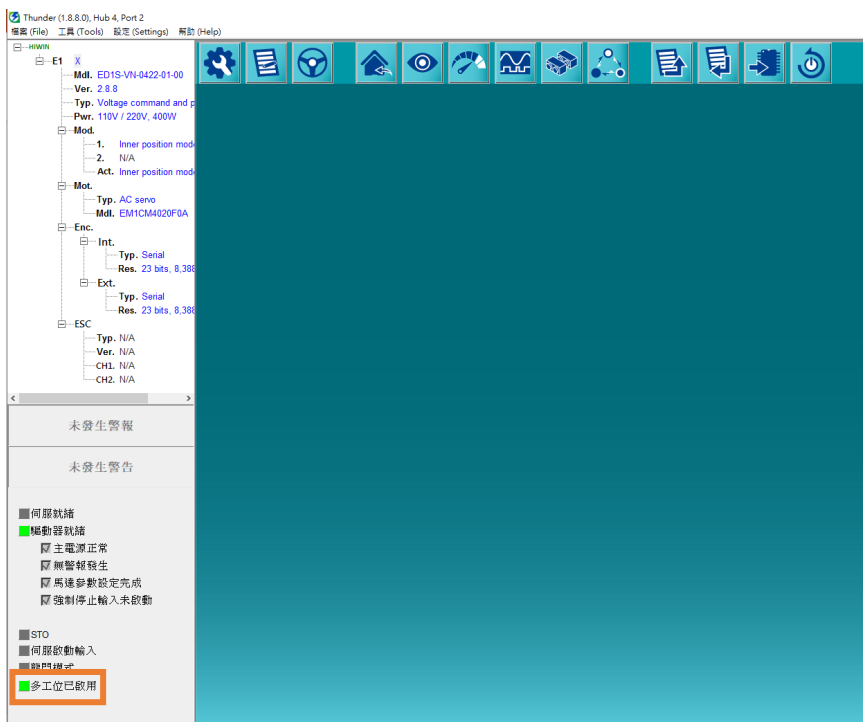 Thunder (1.8.8.0), Hub 4, Port 2
檔案 (File) 工具 (Tools) 設定 (Settings) 幫助 (Help)
HIWIN
E1 X
Mdl. ED1S-VN-0422-01-00
Ver. 2.8.8
Typ. Voltage command and p
Pwr. 110V / 220V, 400W
Mod.
1. Inner position mod
2. N/A
Act. Inner position mod
Mot.
Typ. AC servo
Mdl. EM1CM4020F0A
Enc.
Int.
Typ. Serial
Res. 23 bits, 8,388
Ext.
Typ. Serial
Res. 23 bits, 8,388
ESC
Typ. N/A
Ver. N/A
CH1. N/A
CH2. N/A
未發生警報
未發生警告
伺服就緒
驅動器就緒
主電源正常
無警報發生
馬達參數設定完成
強制停止輸入未啟動
STO
伺服啟動輸入
龍門模式
多工位已啟用